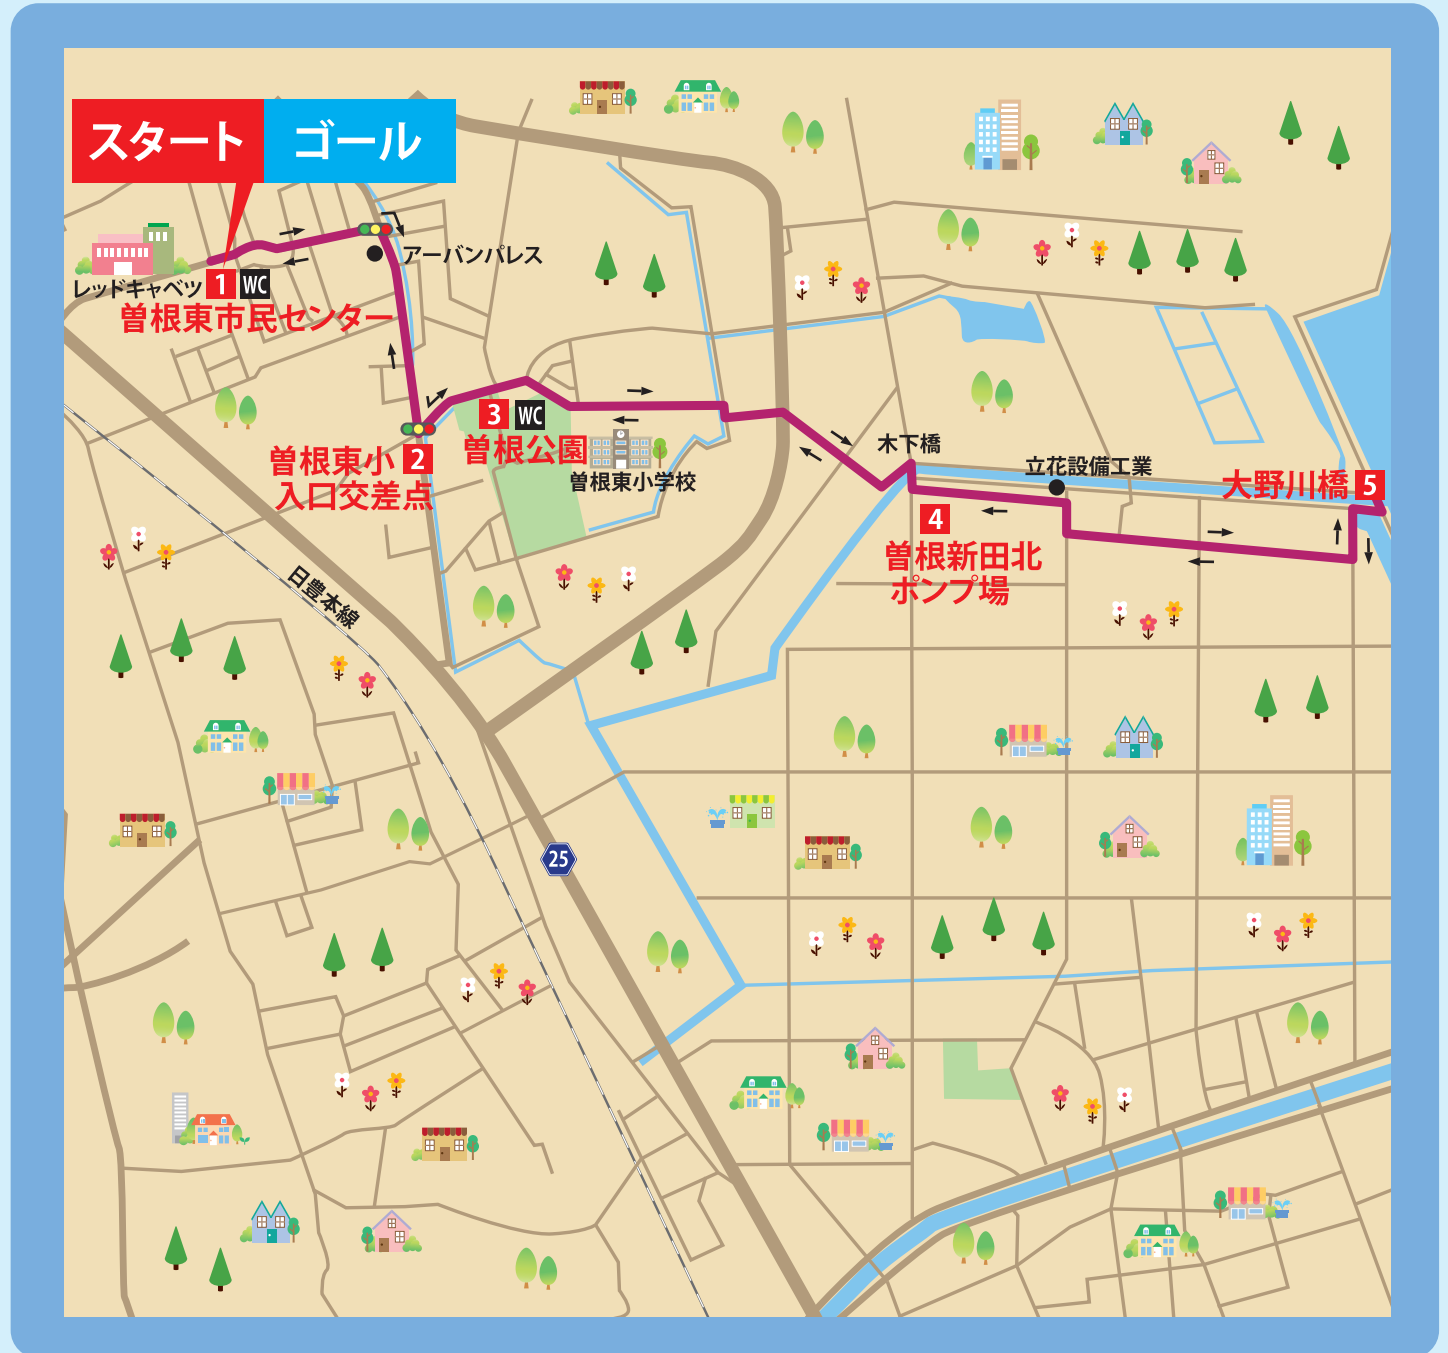 スタート
ゴール
アーバンパレス
レッドキャベツ
1 WC
曽根東市民センター
曽根東小 2
入口交差点
3 WC
曽根公園
曽根東小学校
木下橋
立花設備工業
大野川橋 5
4
曽根新田北
ポンプ場
日豊本線
25